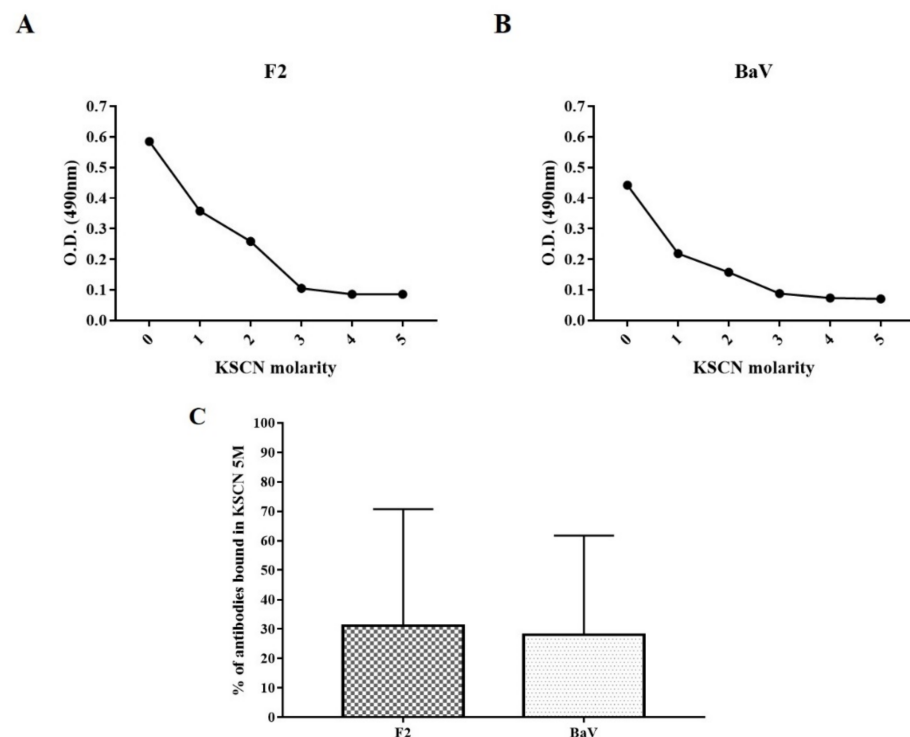 A
F2
0.7
0.6
0.5
0.4
0.3
0.2
0.1
0.0
O.D. (490nm)
0 1 2 3 4 5
KSCN molarity
B
BaV
0.7
0.6
0.5
0.4
0.3
0.2
0.1
0.0
O.D. (490nm)
0 1 2 3 4 5
KSCN molarity
C
100
90
80
70
60
50
40
30
20
10
0
% of antibodies bound in KSCN 5M
F2 BaV